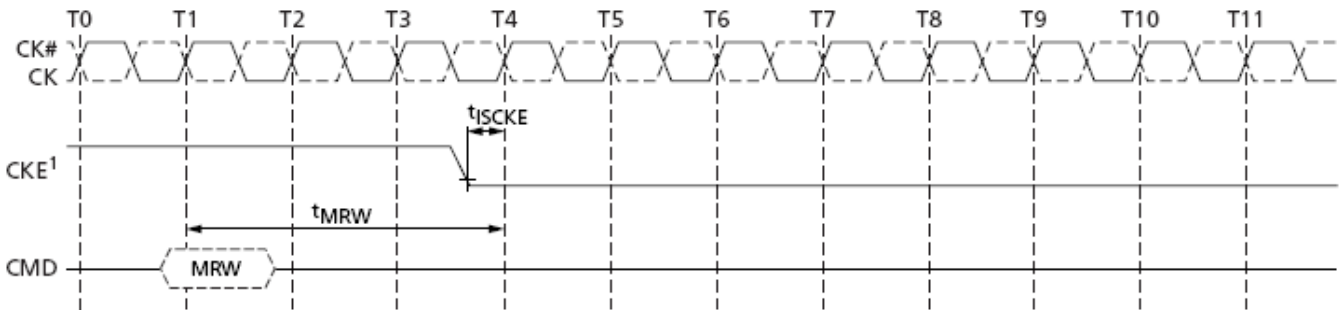 T0 T1 T2 T3 T4 T5 T6 T7 T8 T9 T10 T11
CK#
CK
tISCKE
CKE1
tMRW
CMD MRW